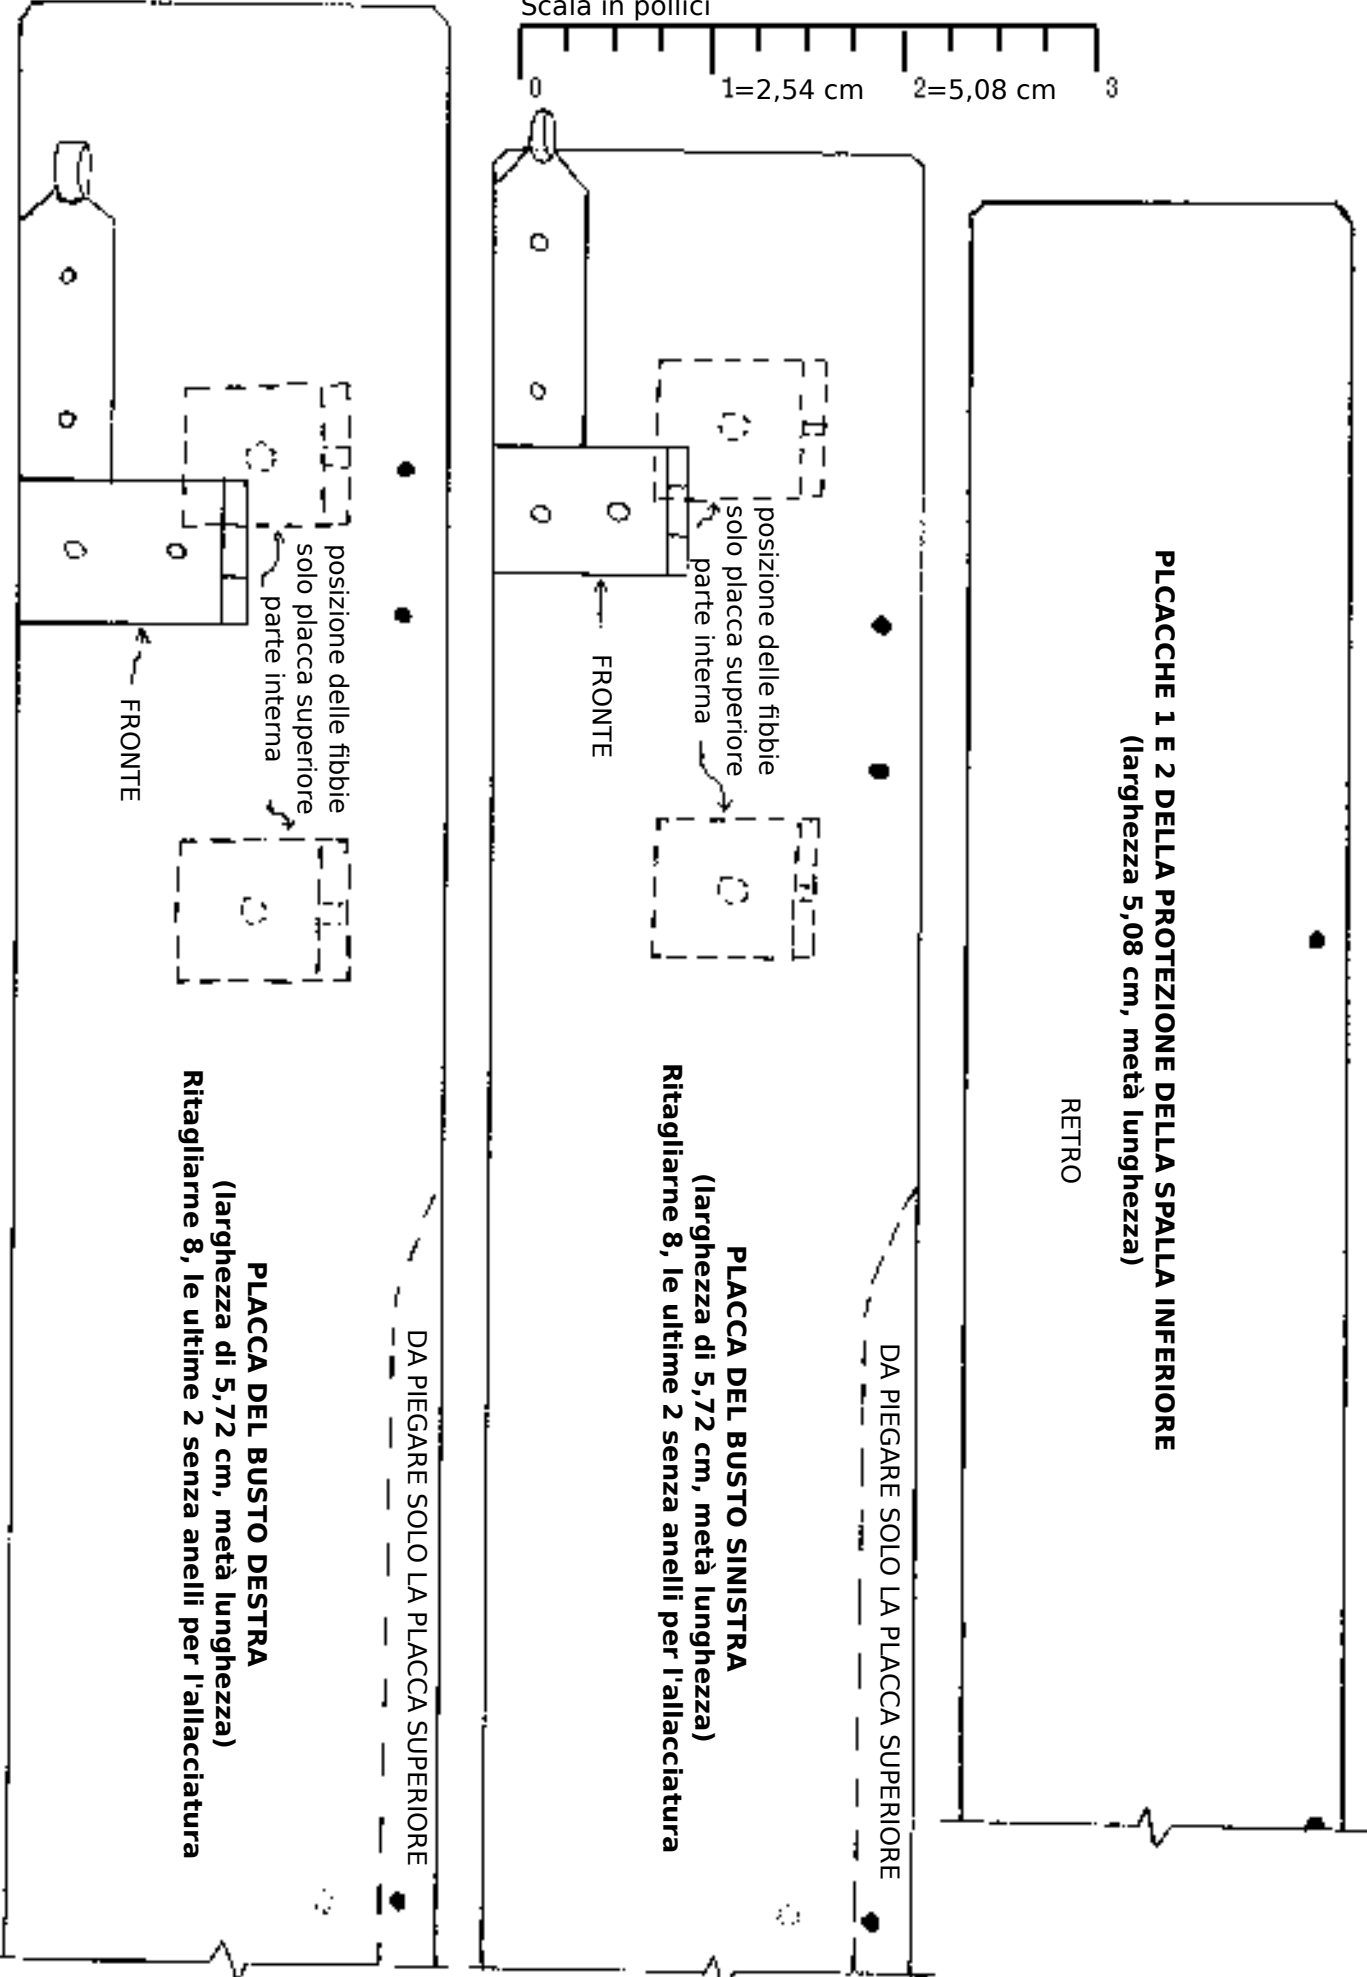 Scala in pollici
0
1=2,54 cm
2=5,08 cm
3
posizione delle fibbie
solo placca superiore
parte interna
FRONTE
PLACCA DEL BUSTO DESTRA
(larghezza di 5,72 cm, metà lunghezza)
Ritagliarne 8, le ultime 2 senza anelli per l'allacciatura
DA PIEGARE SOLO LA PLACCA SUPERIORE
posizione delle fibbie
solo placca superiore
parte interna
FRONTE
PLACCA DEL BUSTO SINISTRA
(larghezza di 5,72 cm, metà lunghezza)
Ritagliarne 8, le ultime 2 senza anelli per l'allacciatura
DA PIEGARE SOLO LA PLACCA SUPERIORE
PLCACCHE 1 E 2 DELLA PROTEZIONE DELLA SPALLA INFERIORE
(larghezza 5,08 cm, metà lunghezza)
RETRO